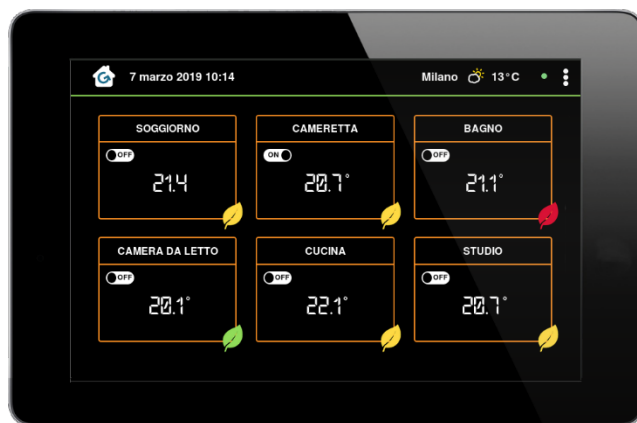 7 marzo 2019 10:14
Milano 13°C
SOGGIORNO
OFF
21.4
CAMERETTA
ON
20.7°
BAGNO
OFF
21.1°
CAMERA DA LETTO
OFF
20.1°
CUCINA
OFF
22.1°
STUDIO
OFF
20.7°